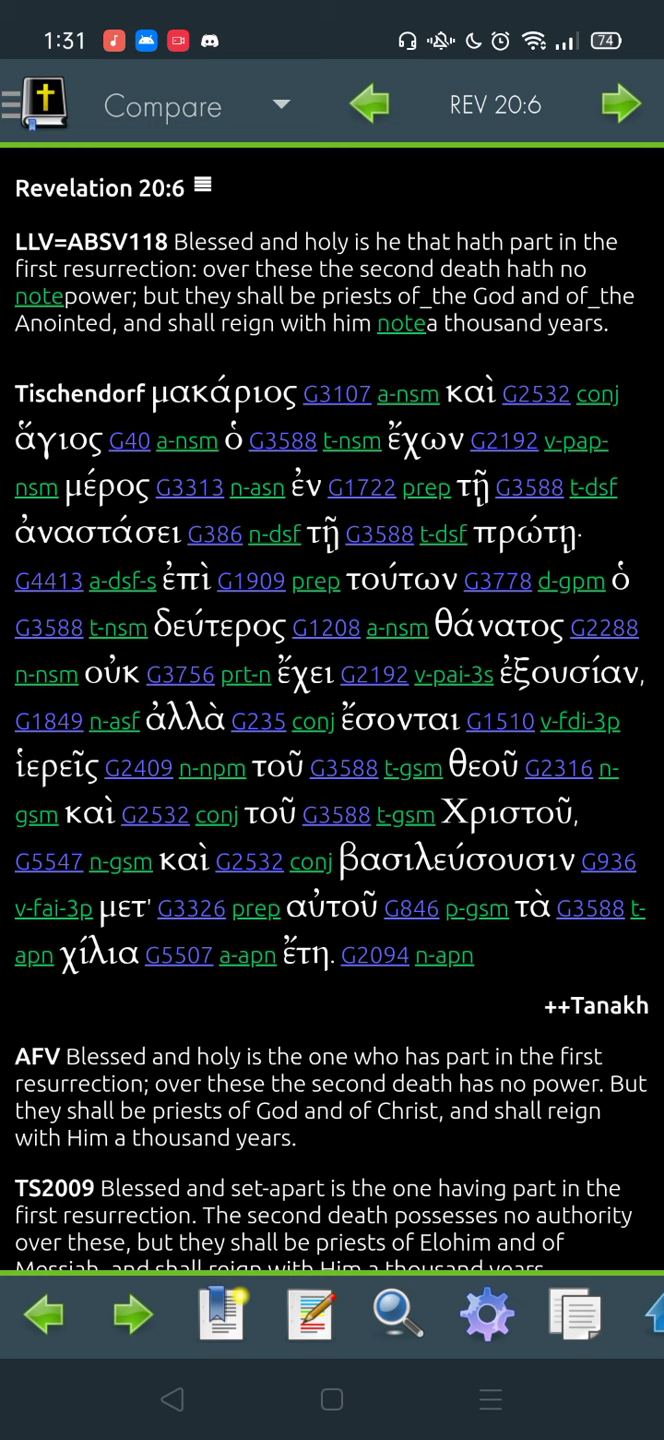 1:31
74
Compare
REV 20:6
Revelation 20:6
LLV=ABSV118 Blessed and holy is he that hath part in the
first resurrection: over these the second death hath no
notepower; but they shall be priests of_the God and of_the
Anointed, and shall reign with him notea thousand years.
Tischendorf μακάριος G3107 a-nsm καὶ G2532 conj
ἅγιος G40 a-nsm ὁ G3588 t-nsm ἔχων G2192 v-pap-
nsm μέρος G3313 n-asn ἐν G1722 prep τῇ G3588 t-dsf
ἀναστάσει G386 n-dsf τῇ G3588 t-dsf πρώτῃ·
G4413 a-dsf-s ἐπὶ G1909 prep τούτων G3778 d-gpm ὁ
G3588 t-nsm δεύτερος G1208 a-nsm θάνατος G2288
n-nsm οὐκ G3756 prt-n ἔχει G2192 v-pai-3s ἐξουσίαν,
G1849 n-asf ἀλλὰ G235 conj ἔσονται G1510 v-fdi-3p
ἱερεῖς G2409 n-npm τοῦ G3588 t-gsm θεοῦ G2316 n-
gsm καὶ G2532 conj τοῦ G3588 t-gsm Χριστοῦ,
G5547 n-gsm καὶ G2532 conj βασιλεύσουσιν G936
v-fai-3p μετ' G3326 prep αὐτοῦ G846 p-gsm τὰ G3588 t-
apn χίλια G5507 a-apn ἔτη. G2094 n-apn
++Tanakh
AFV Blessed and holy is the one who has part in the first
resurrection; over these the second death has no power. But
they shall be priests of God and of Christ, and shall reign
with Him a thousand years.
TS2009 Blessed and set-apart is the one having part in the
first resurrection. The second death possesses no authority
over these, but they shall be priests of Elohim and of
Messiah, and shall reign with Him a thousand years.